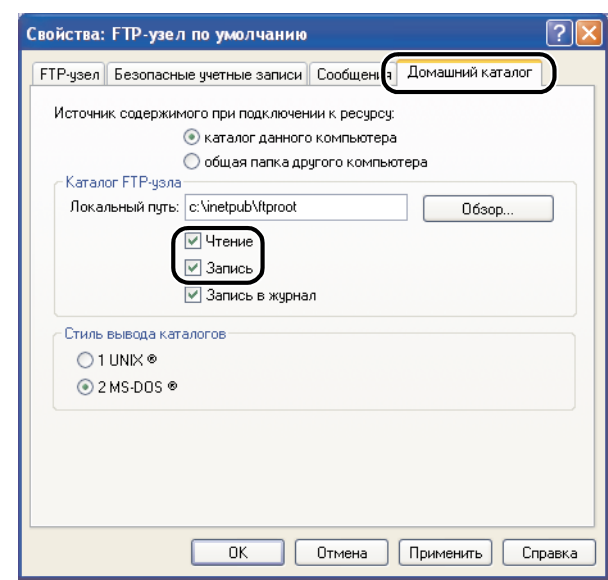 Свойства: FTP-узел по умолчанию
FTP-узел Безопасные учетные записи Сообщения Домашний каталог
Источник содержимого при подключении к ресурсу:
каталог данного компьютера
общая папка другого компьютера
Каталог FTP-узла
Локальный путь: c:\inetpub\ftproot Обзор...
Чтение
Запись
Запись в журнал
Стиль вывода каталогов
1 UNIX ®
2 MS-DOS ®
OK Отмена Применить Справка